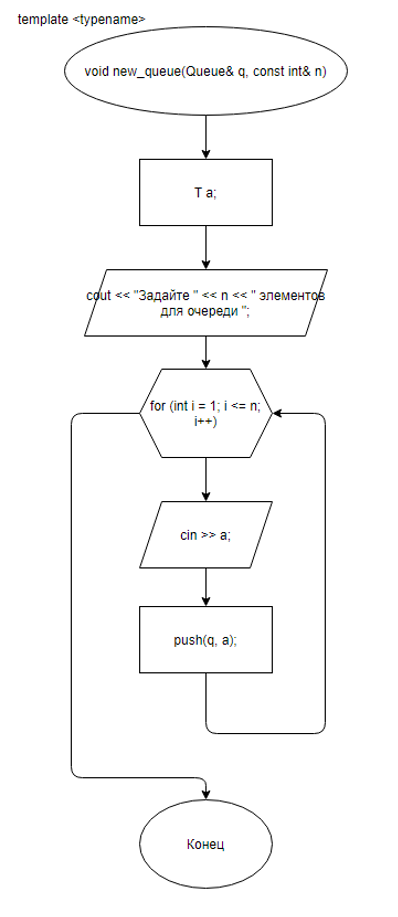 template <typename>
void new_queue(Queue& q, const int& n)
T a;
cout << "Задайте " << n << " элементов
для очереди ";
for (int i = 1; i <= n;
i++)
cin >> a;
push(q, a);
Конец